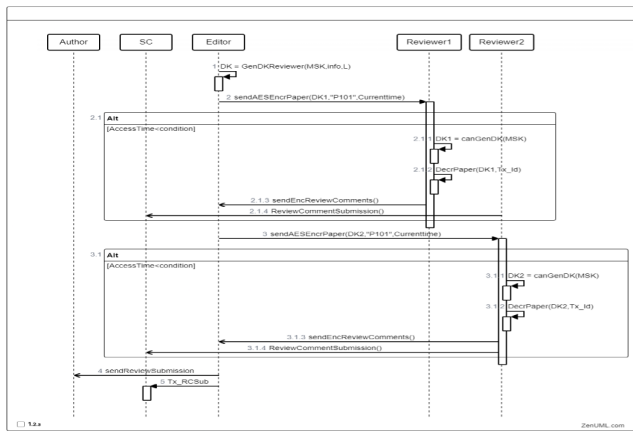 Author SC Editor Reviewer1 Reviewer2
1 DK = GenDKReviewer(MSK,info,L)
2 sendAESEncrPaper(DK1,"P101",Currenttime)
2.1 Alt
[AccessTime<condition]
2.1.1 DK1 = canGenDK(MSK)
2.1.2 DecrPaper(DK1,Tx_Id)
2.1.3 sendEncReviewComments()
2.1.4 ReviewCommentSubmission()
3 sendAESEncrPaper(DK2,"P101",Currenttime)
3.1 Alt
[AccessTime<condition]
3.1.1 DK2 = canGenDK(MSK)
3.1.2 DecrPaper(DK2,Tx_Id)
3.1.3 sendEncReviewComments()
3.1.4 ReviewCommentSubmission()
4 sendReviewSubmission
5 Tx_RCSub
ZenUML.com